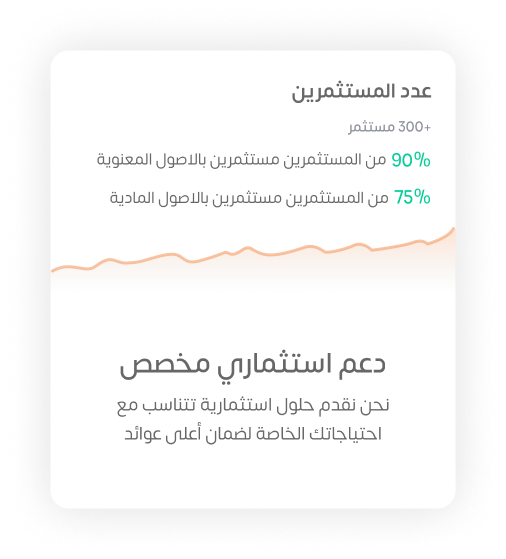 عدد المستثمرين
+300 مستثمر
90% من المستثمرين مستثمرين بالاصول المعنوية
75% من المستثمرين مستثمرين بالاصول المادية
دعم استثماري مخصص
نحن نقدم حلول استثمارية تتناسب مع
احتياجاتك الخاصة لضمان أعلى عوائد